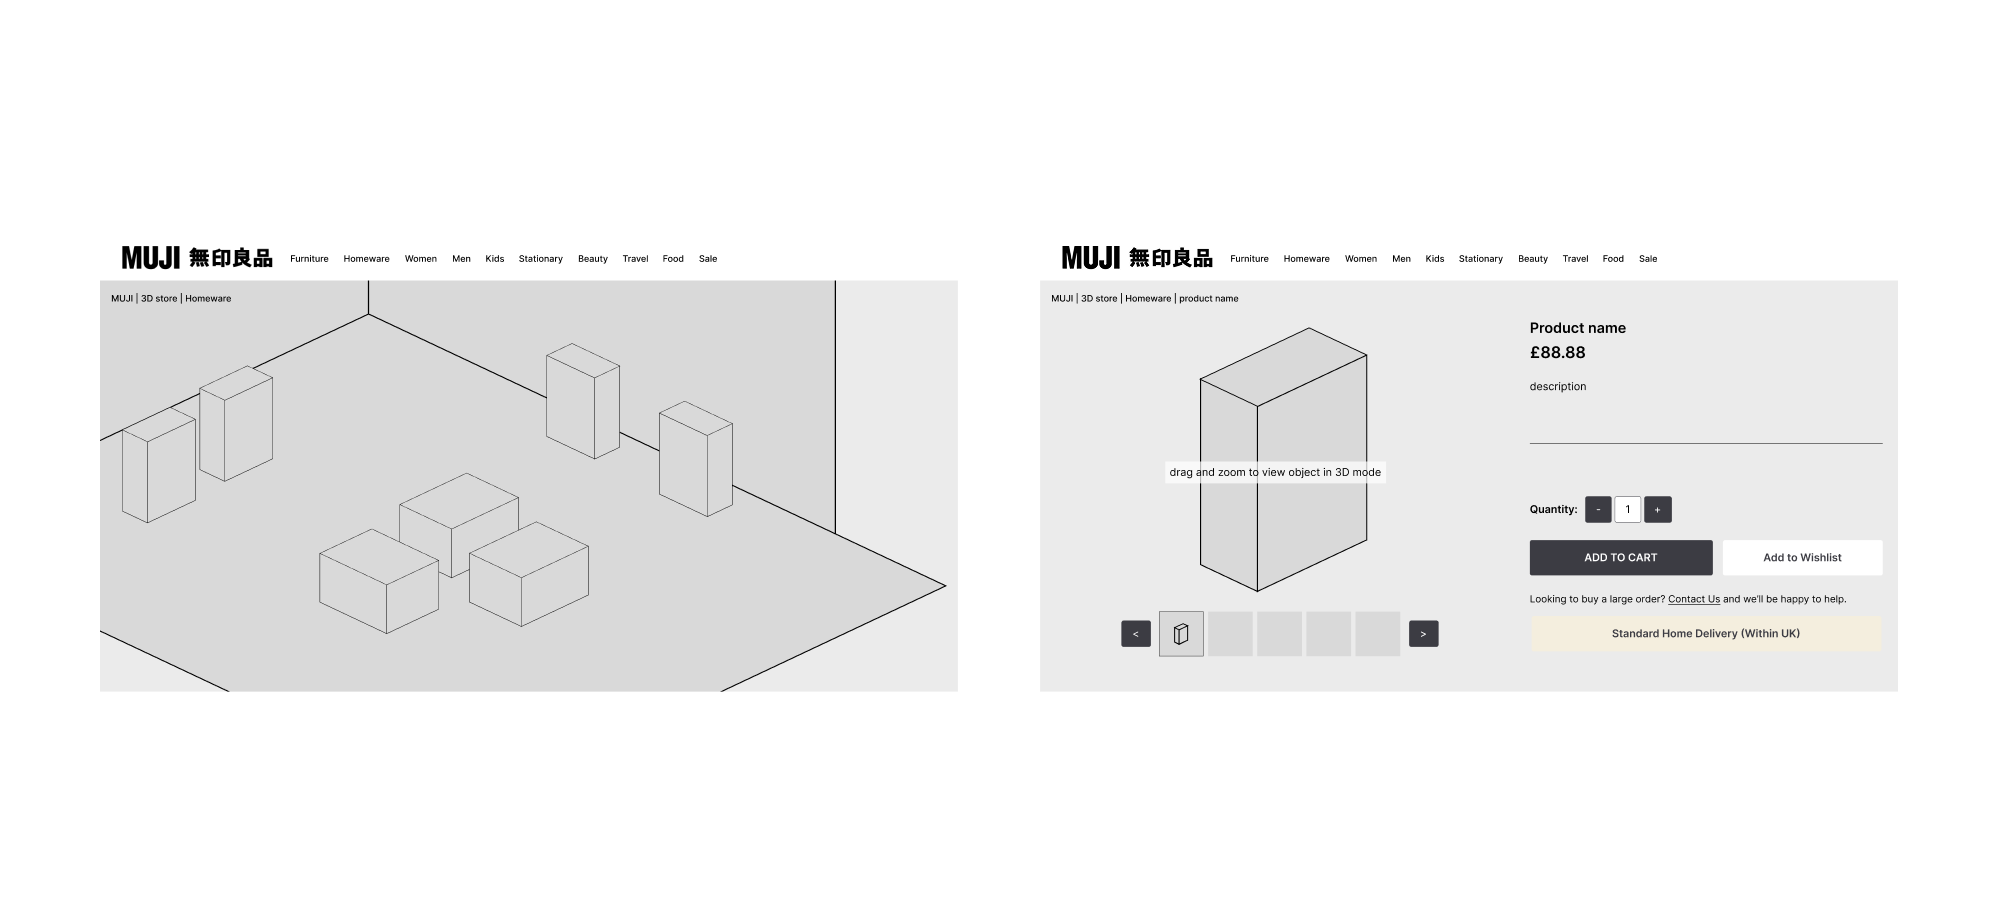 MUJI 無印良品 Furniture Homeware Women Men Kids Stationary Beauty Travel Food Sale
MUJI | 3D store | Homeware
MUJI 無印良品 Furniture Homeware Women Men Kids Stationary Beauty Travel Food Sale
MUJI | 3D store | Homeware | product name
drag and zoom to view object in 3D mode
< >
Product name
£88.88
description
Quantity: - 1 +
ADD TO CART Add to Wishlist
Looking to buy a large order? Contact Us and we'll be happy to help.
Standard Home Delivery (Within UK)